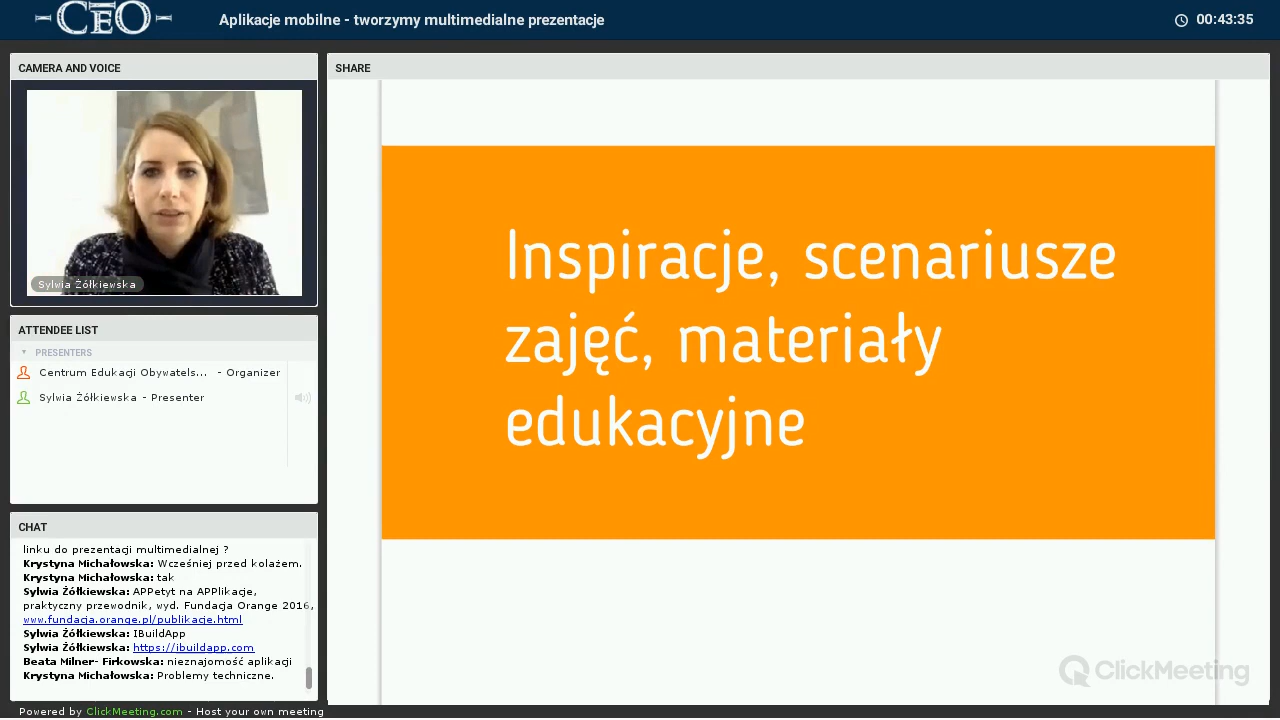 CEO
Aplikacje mobilne - tworzymy multimedialne prezentacje
00:43:35
CAMERA AND VOICE
Sylwia Żółkiewska
ATTENDEE LIST
PRESENTERS
Centrum Edukacji Obywatels... - Organizer
Sylwia Żółkiewska - Presenter
CHAT
linku do prezentacji multimedialnej ?
Krystyna Michałowska: Wcześniej przed kolażem.
Krystyna Michałowska: tak
Sylwia Żółkiewska: APPetyt na APPlikacje,
praktyczny przewodnik, wyd. Fundacja Orange 2016,
www.fundacja.orange.pl/publikacje.html
Sylwia Żółkiewska: IBuildApp
Sylwia Żółkiewska: https://ibuildapp.com
Beata Milner- Firkowska: nieznajomość aplikacji
Krystyna Michałowska: Problemy techniczne.
Powered by ClickMeeting.com - Host your own meeting
SHARE
Inspiracje, scenariusze
zajęć, materiały
edukacyjne
ClickMeeting